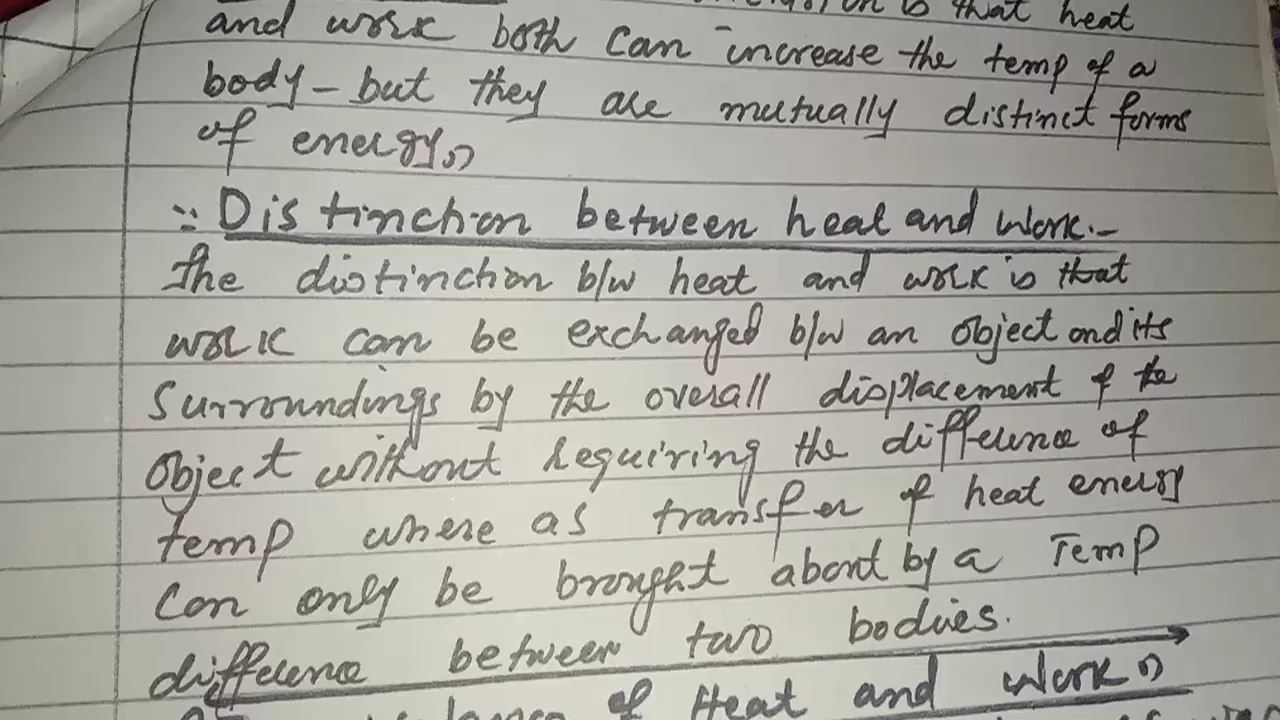 is that heat
and work both can increase the temp of a
body - but they are mutually distinct forms
of energy
:: Distinction between heat and work:-
The distinction b/w heat and work is that
work can be exchanged b/w an object and its
surroundings by the overall displacement of the
object without requiring the difference of
temp where as transfer of heat energy
can only be brought about by a Temp
difference between two bodies.
of Heat and work